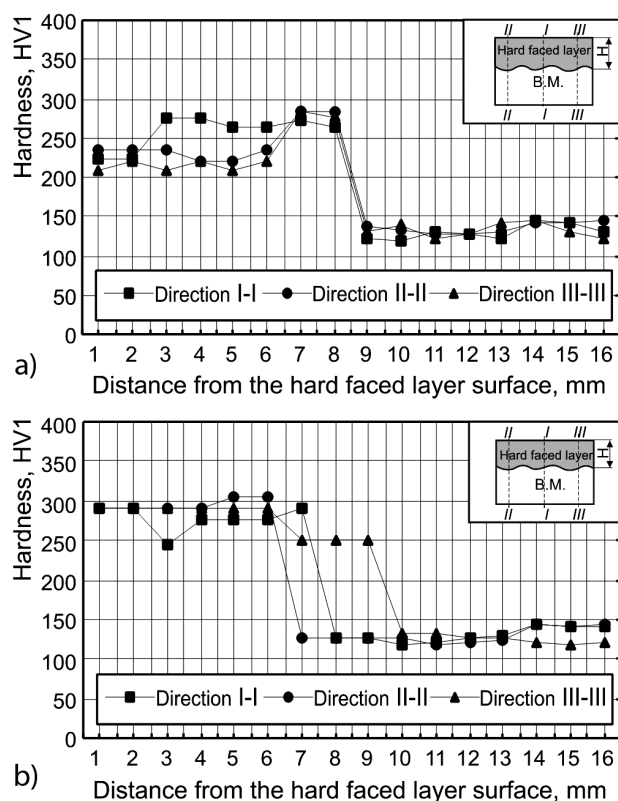 400
350
300
250
200
150
100
50
0
Hardness, HV1
II I III
Hard faced layer
H
B.M.
II I III
Direction I-I Direction II-II Direction III-III
1 2 3 4 5 6 7 8 9 10 11 12 13 14 15 16
a)
Distance from the hard faced layer surface, mm
400
350
300
250
200
150
100
50
0
Hardness, HV1
II I III
Hard faced layer
H
B.M.
II I III
Direction I-I Direction II-II Direction III-III
1 2 3 4 5 6 7 8 9 10 11 12 13 14 15 16
b)
Distance from the hard faced layer surface, mm